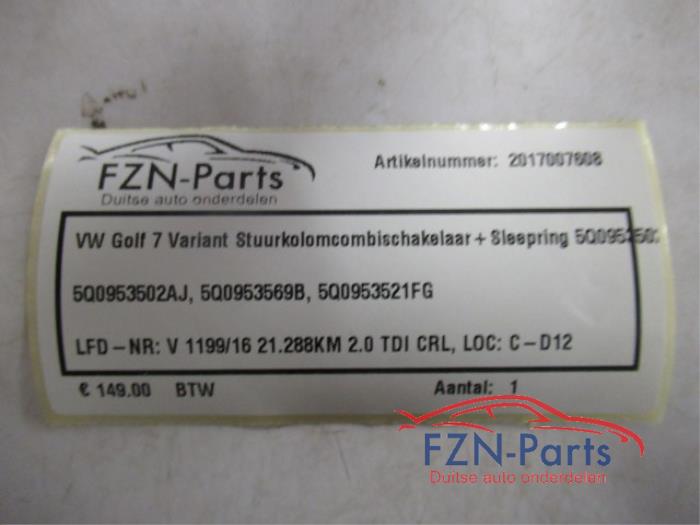 FZN-Parts
Duitse auto onderdelen
Artikelnummer: 2017007608
VW Golf 7 Variant Stuurkolomcombischakelaar + Sleepring
5Q0953502AJ, 5Q0953569B, 5Q0953521FG
LFD-NR: V 1199/16 21.288KM 2.0 TDI CRL, LOC: C-D12
€ 149.00 BTW Aantal: 1
FZN-Parts
Duitse auto onderdelen